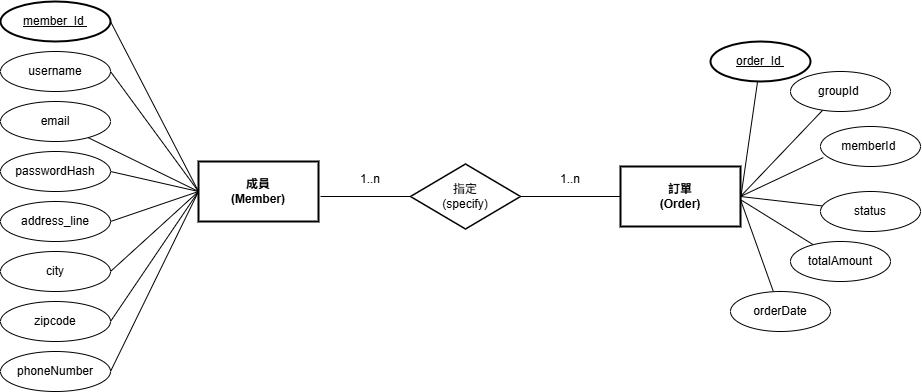 member_Id
username
email
passwordHash
address_line
city
zipcode
phoneNumber
成員
(Member)
1..n
指定
(specify)
1..n
訂單
(Order)
order_Id
groupId
memberId
status
totalAmount
orderDate